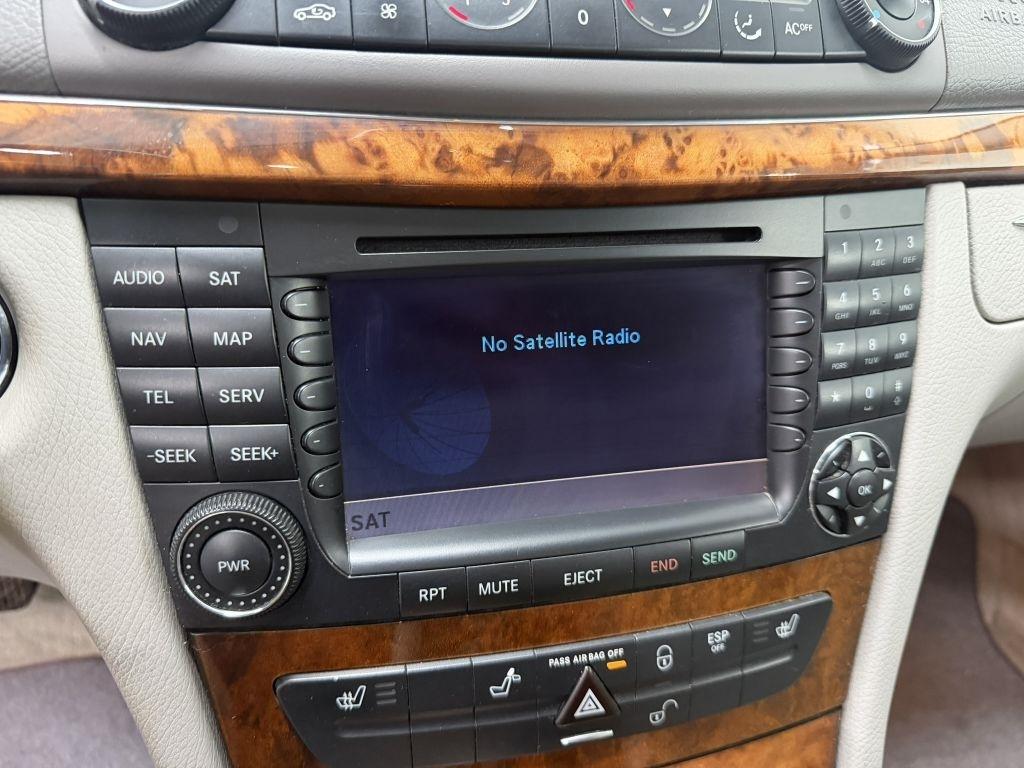 0
AC OFF
AIRB
AUDIO
SAT
NAV
MAP
TEL
SERV
-SEEK
SEEK+
PWR
No Satellite Radio
SAT
1
2
ABC
3
DEF
4
GHI
5
JKL
6
MNO
7
PQRS
8
TUV
9
WXYZ
*
0
#
OK
RPT
MUTE
EJECT
END
SEND
PASS AIRBAG OFF
ESP
OFF